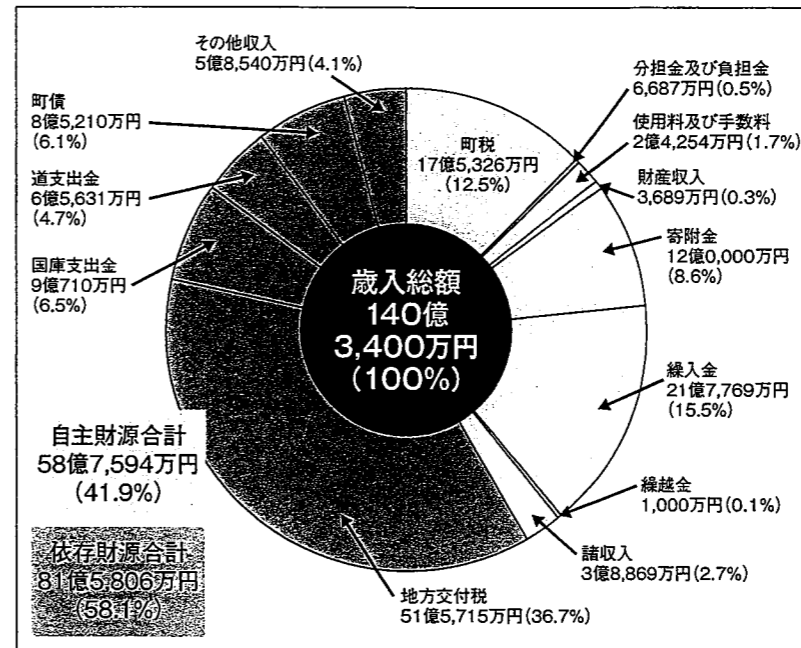 その他収入
5億8,540万円(4.1%)
町債
8億5,210万円
(6.1%)
道支出金
6億5,631万円
(4.7%)
国庫支出金
9億710万円
(6.5%)
町税
17億5,326万円
(12.5%)
分担金及び負担金
6,687万円(0.5%)
使用料及び手数料
2億4,254万円(1.7%)
財産収入
3,689万円(0.3%)
寄附金
12億0,000万円
(8.6%)
繰入金
21億7,769万円
(15.5%)
繰越金
1,000万円(0.1%)
諸収入
3億8,869万円(2.7%)
地方交付税
51億5,715万円(36.7%)
歳入総額
140億
3,400万円
(100%)
自主財源合計
58億7,594万円
(41.9%)
依存財源合計
81億5,806万円
(58.1%)